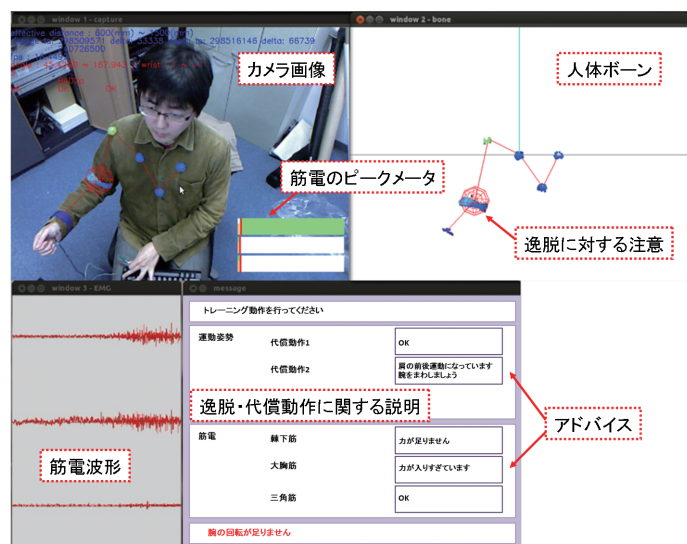 window 1 - capture
window 2 - bone
effective distance : 600(mm) ~ 1500(mm)
カメラ画像
人体ボーン
筋電のピークメータ
逸脱に対する注意
window 3 - EMG
message
トレーニング動作を行ってください
運動姿勢
代償動作1
OK
代償動作2
肩の前後運動になっています
腕をまわしましょう
逸脱・代償動作に関する説明
アドバイス
筋電
棘下筋
力が足りません
筋電波形
大胸筋
力が入りすぎています
三角筋
OK
腕の回転が足りません